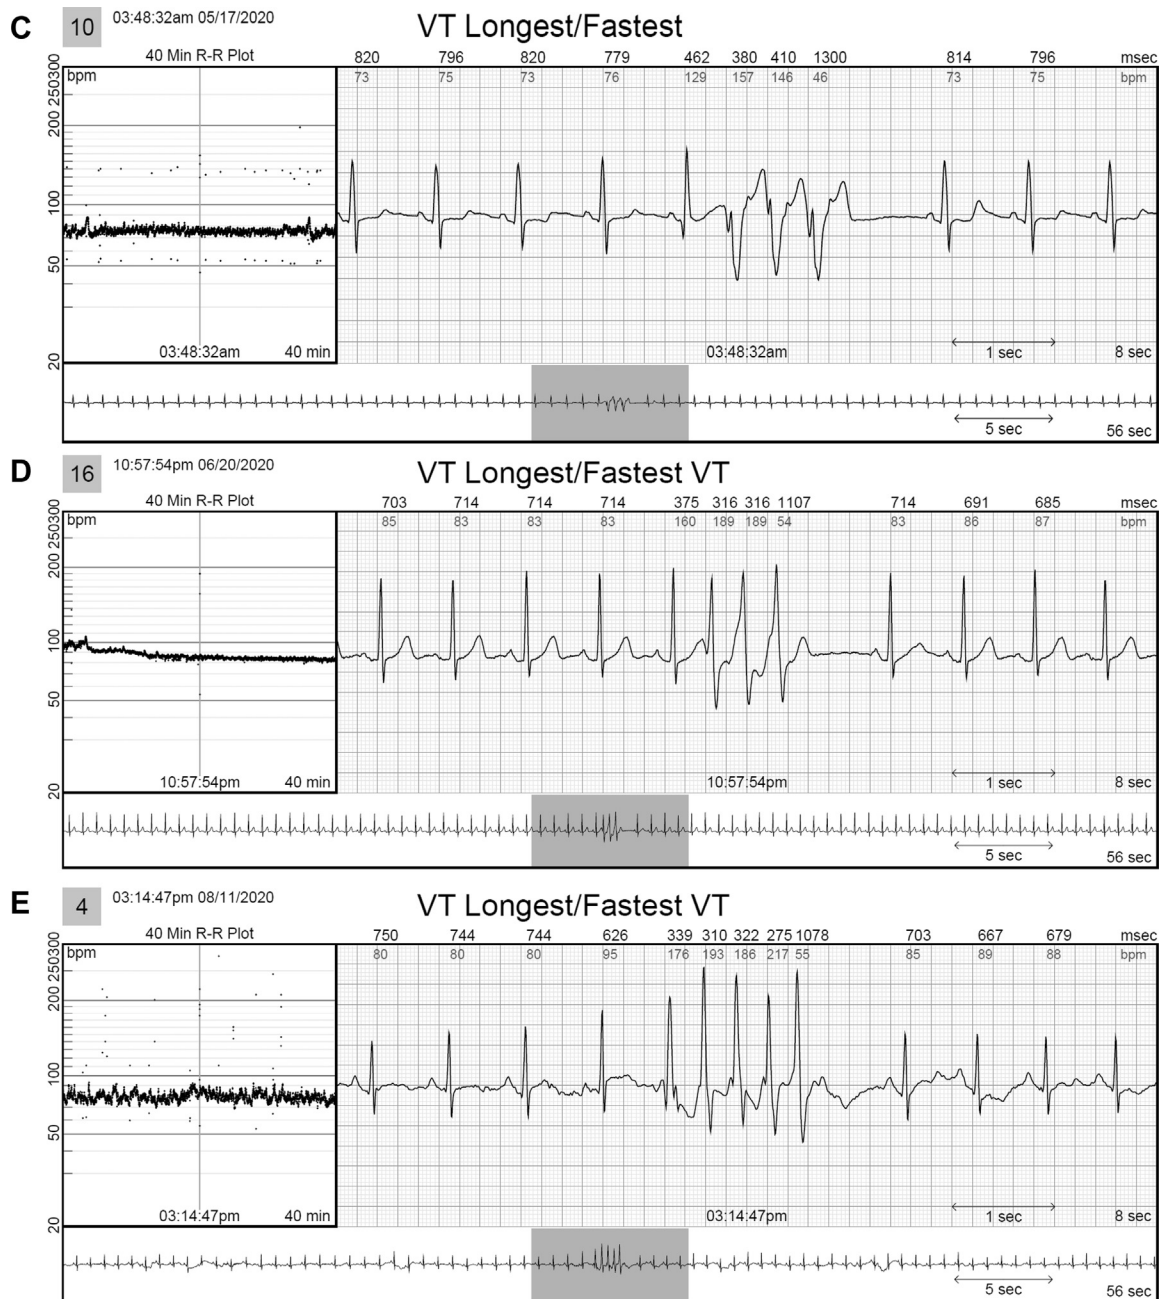 C 10 03:48:32am 05/17/2020 VT Longest/Fastest
40 Min R-R Plot 820 796 820 779 462 380 410 1300 814 796 msec
bpm 73 75 73 76 129 157 146 46 73 75 bpm
300
250
200
100
50
20
03:48:32am 40 min 03:48:32am 1 sec 8 sec
5 sec 56 sec
D 16 10:57:54pm 06/20/2020 VT Longest/Fastest VT
40 Min R-R Plot 703 714 714 714 375 316 316 1107 714 691 685 msec
bpm 85 83 83 83 160 189 189 54 83 86 87 bpm
300
250
200
100
50
20
10:57:54pm 40 min 10:57:54pm 1 sec 8 sec
5 sec 56 sec
E 4 03:14:47pm 08/11/2020 VT Longest/Fastest VT
40 Min R-R Plot 750 744 744 626 339 310 322 275 1078 703 667 679 msec
bpm 80 80 80 95 176 193 186 217 55 85 89 88 bpm
300
250
200
100
50
20
03:14:47pm 40 min 03:14:47pm 1 sec 8 sec
5 sec 56 sec